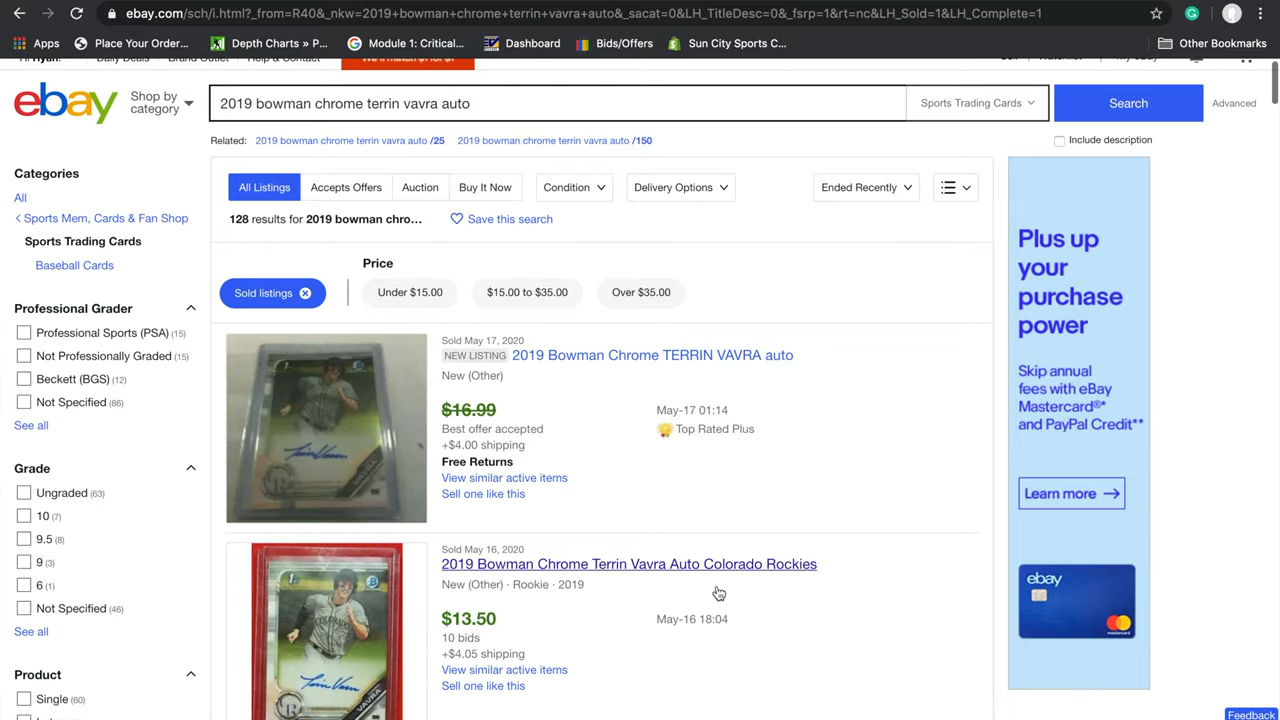 ebay.com/sch/i.html?_from=R40&_nkw=2019+bowman+chrome+terrin+vavra+auto&_sacat=0&LH_TitleDesc=0&_fsrp=1&rt=nc&LH_Sold=1&LH_Complete=1
Apps
Place Your Order...
Depth Charts » P...
Module 1: Critical...
Dashboard
Bids/Offers
Sun City Sports C...
Other Bookmarks
ebay
Shop by category
2019 bowman chrome terrin vavra auto
Sports Trading Cards
Search
Advanced
Related: 2019 bowman chrome terrin vavra auto /25 2019 bowman chrome terrin vavra auto /150
Include description
Categories
All
Sports Mem, Cards & Fan Shop
Sports Trading Cards
Baseball Cards
Professional Grader
Professional Sports (PSA) (15)
Not Professionally Graded (15)
Beckett (BGS) (12)
Not Specified (86)
See all
Grade
Ungraded (63)
10 (7)
9.5 (8)
9 (3)
6 (1)
Not Specified (46)
See all
Product
Single (60)
All Listings
Accepts Offers
Auction
Buy It Now
Condition
Delivery Options
Ended Recently
128 results for 2019 bowman chro...
Save this search
Price
Sold listings
Under $15.00
$15.00 to $35.00
Over $35.00
Sold May 17, 2020
NEW LISTING 2019 Bowman Chrome TERRIN VAVRA auto
New (Other)
$16.99
May-17 01:14
Best offer accepted
Top Rated Plus
+$4.00 shipping
Free Returns
View similar active items
Sell one like this
Sold May 16, 2020
2019 Bowman Chrome Terrin Vavra Auto Colorado Rockies
New (Other) · Rookie · 2019
$13.50
May-16 18:04
10 bids
+$4.05 shipping
View similar active items
Sell one like this
VAVRA
Plus up
your
purchase
power
Skip annual
fees with eBay
Mastercard®*
and PayPal Credit**
Learn more
ebay
Feedback